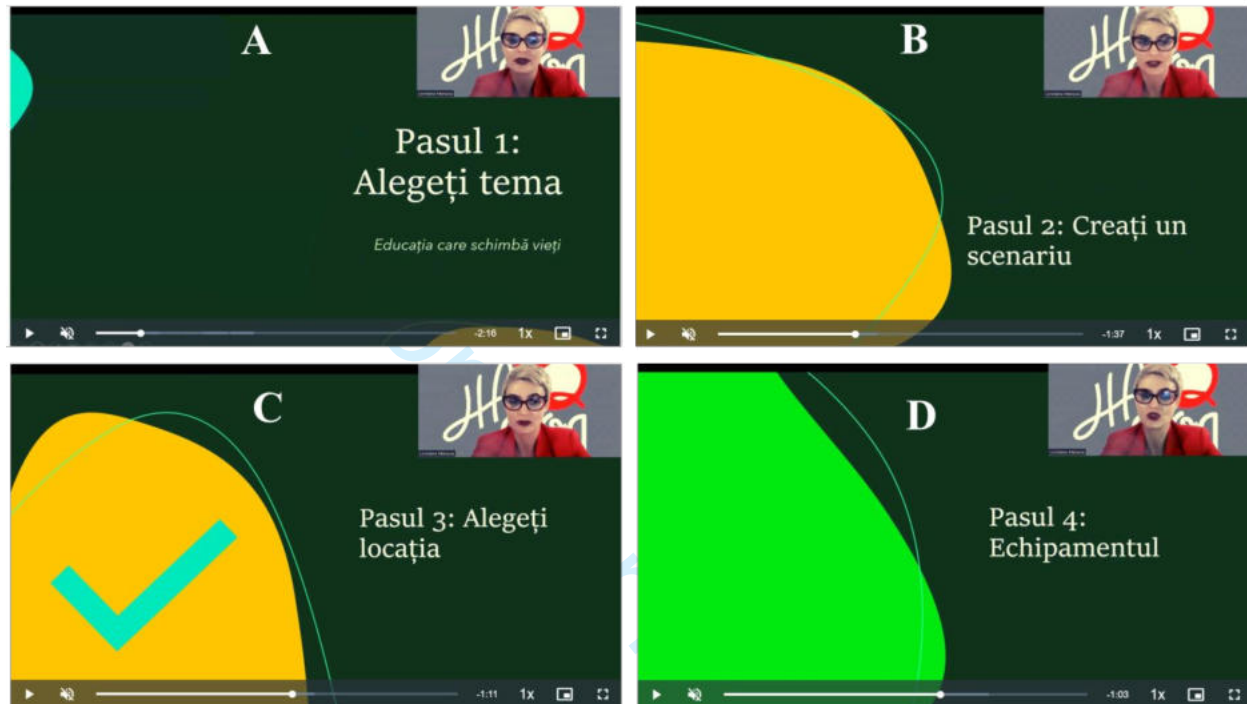 A
Pasul 1:
Alegeți tema
Educația care schimbă vieți
-2:16 1x
B
Pasul 2: Creați un
scenariu
-1:37 1x
C
Pasul 3: Alegeți
locația
-1:11 1x
D
Pasul 4:
Echipamentul
-1:03 1x